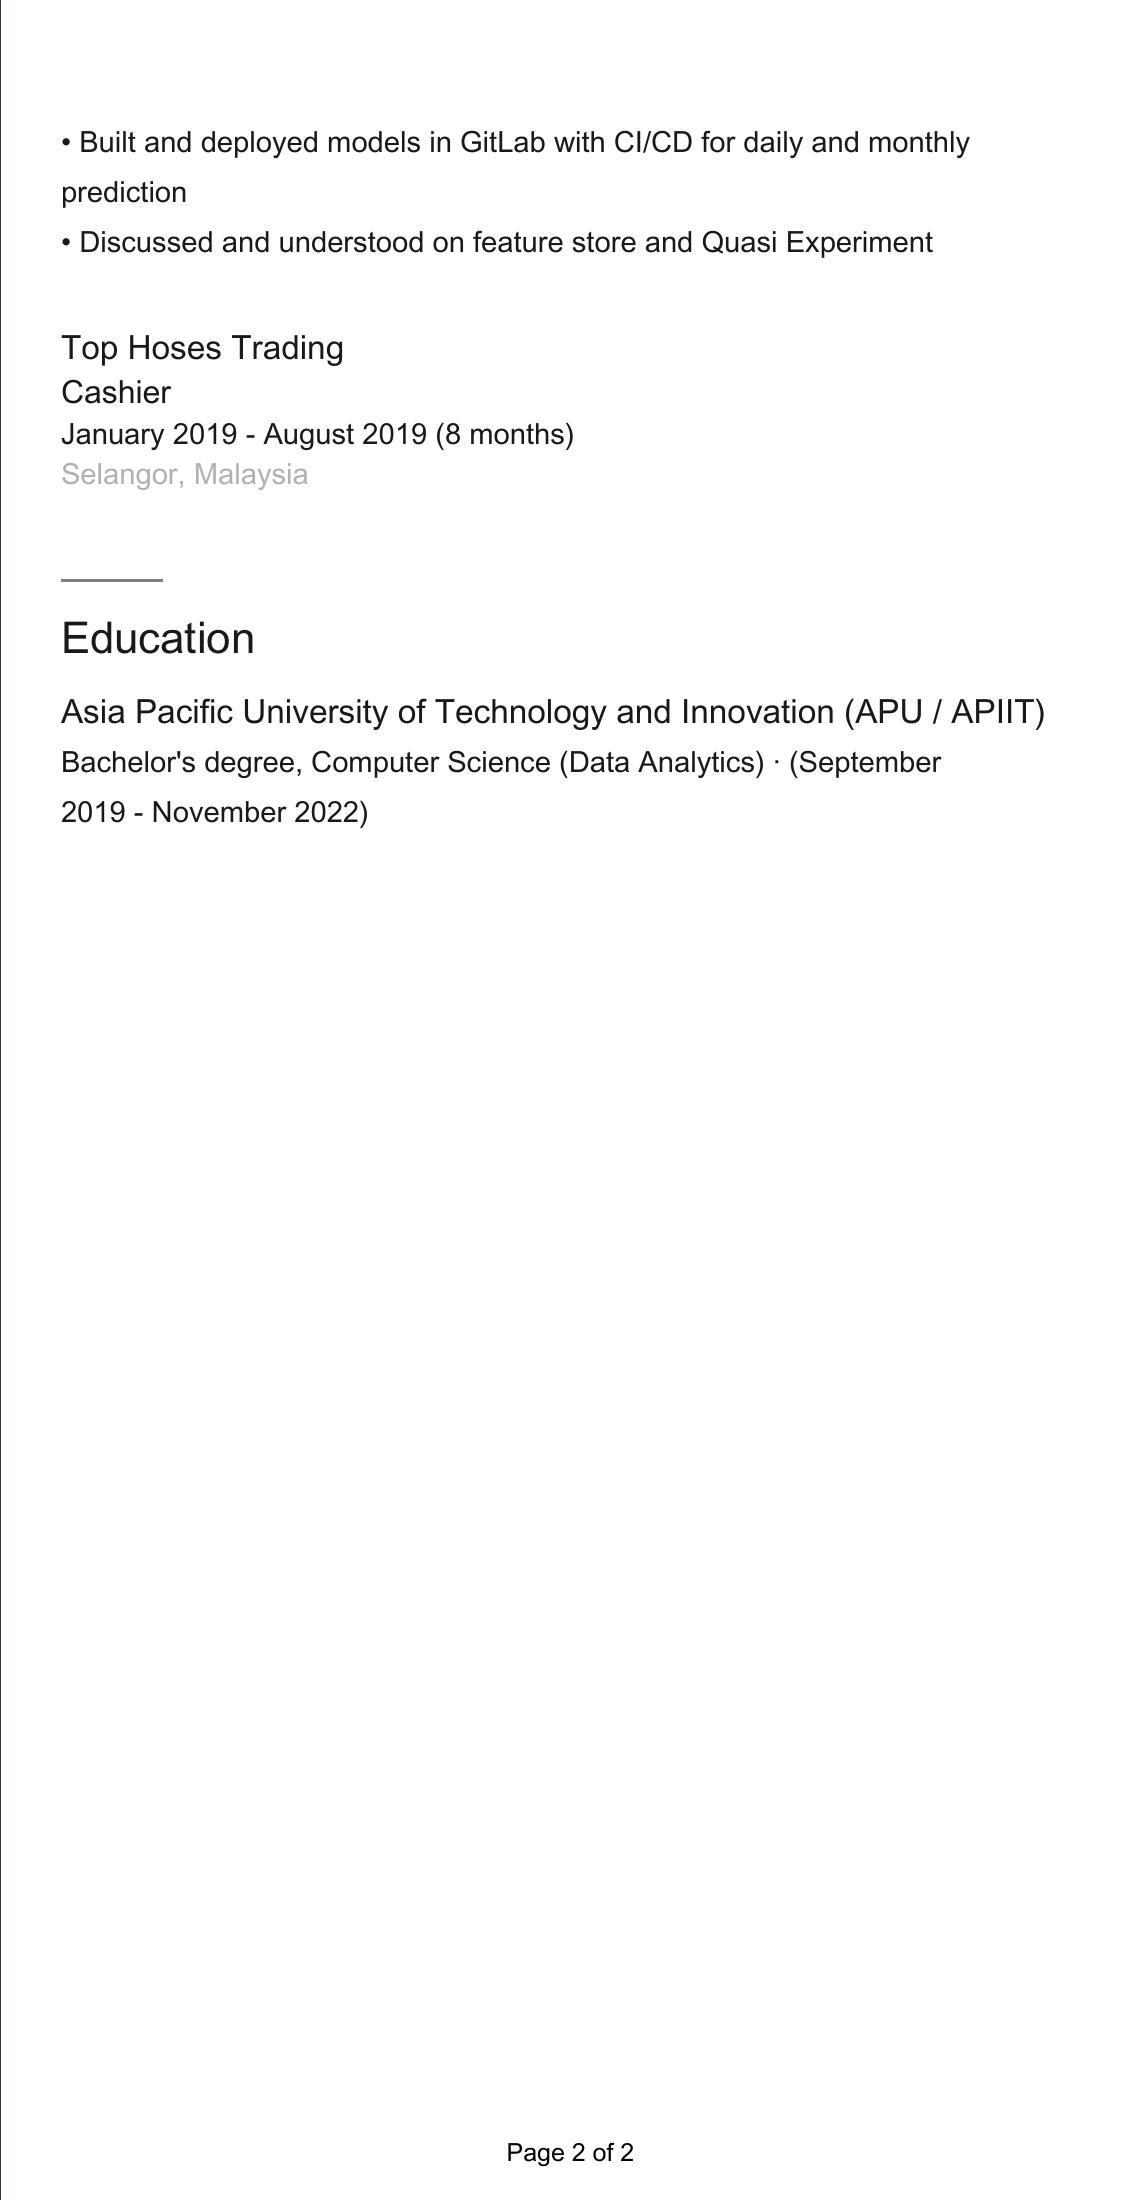 • Built and deployed models in GitLab with CI/CD for daily and monthly
prediction
• Discussed and understood on feature store and Quasi Experiment
Top Hoses Trading
Cashier
January 2019 - August 2019 (8 months)
Selangor, Malaysia
Education
Asia Pacific University of Technology and Innovation (APU / APIIT)
Bachelor's degree, Computer Science (Data Analytics) · (September
2019 - November 2022)
Page 2 of 2